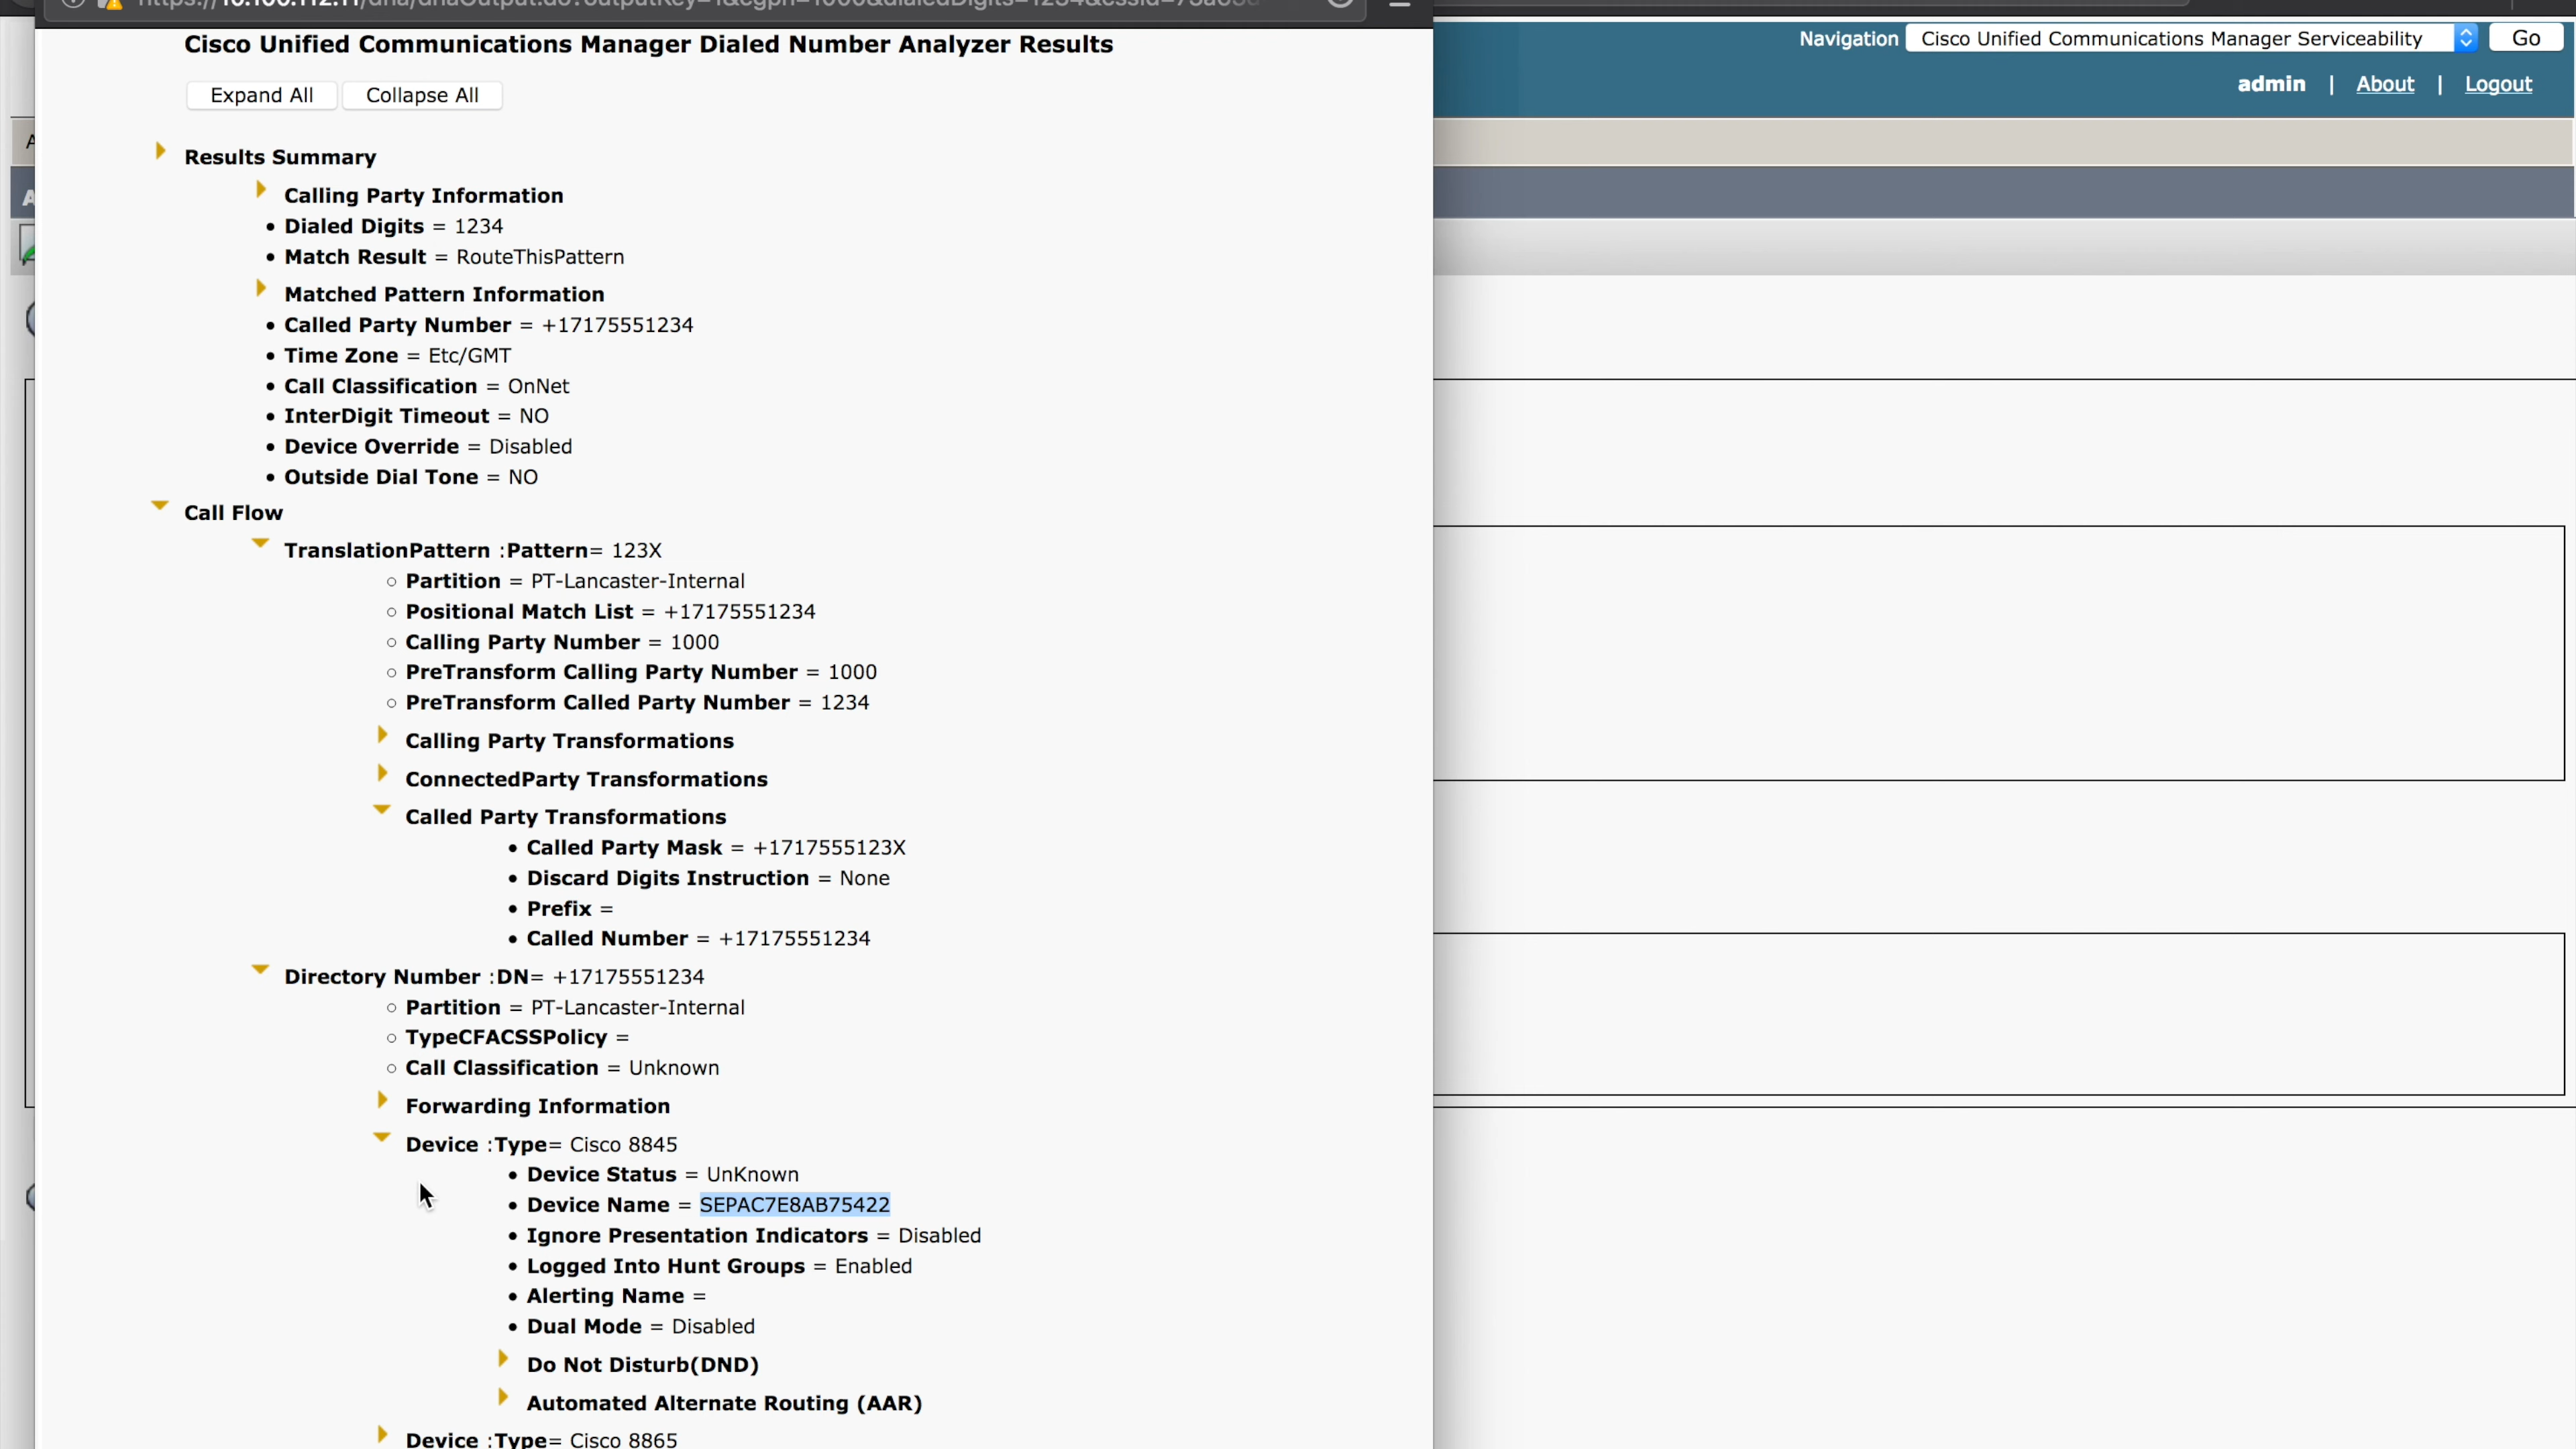 Cisco Unified Communications Manager Dialed Number Analyzer Results
Navigation Cisco Unified Communications Manager Serviceability Go
admin | About | Logout
Expand All Collapse All
Results Summary
Calling Party Information
• Dialed Digits = 1234
• Match Result = RouteThisPattern
Matched Pattern Information
• Called Party Number = +17175551234
• Time Zone = Etc/GMT
• Call Classification = OnNet
• InterDigit Timeout = NO
• Device Override = Disabled
• Outside Dial Tone = NO
Call Flow
TranslationPattern :Pattern= 123X
○ Partition = PT-Lancaster-Internal
○ Positional Match List = +17175551234
○ Calling Party Number = 1000
○ PreTransform Calling Party Number = 1000
○ PreTransform Called Party Number = 1234
Calling Party Transformations
ConnectedParty Transformations
Called Party Transformations
• Called Party Mask = +1717555123X
• Discard Digits Instruction = None
• Prefix =
• Called Number = +17175551234
Directory Number :DN= +17175551234
○ Partition = PT-Lancaster-Internal
○ TypeCFACSSPolicy =
○ Call Classification = Unknown
Forwarding Information
Device :Type= Cisco 8845
• Device Status = UnKnown
• Device Name = SEPAC7E8AB75422
• Ignore Presentation Indicators = Disabled
• Logged Into Hunt Groups = Enabled
• Alerting Name =
• Dual Mode = Disabled
Do Not Disturb(DND)
Automated Alternate Routing (AAR)
Device :Type= Cisco 8865